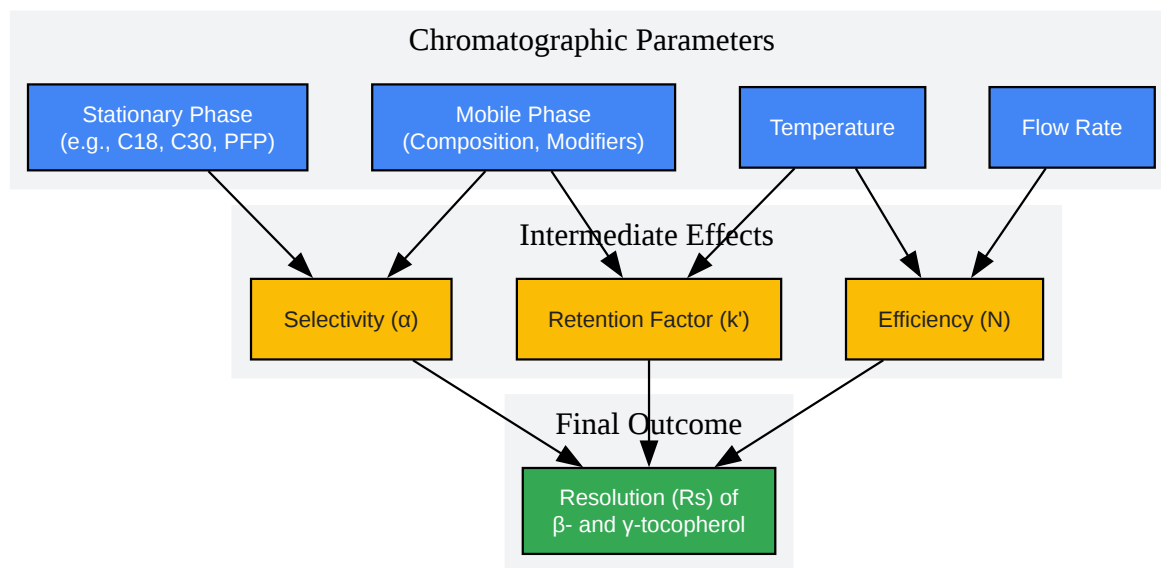 Chromatographic Parameters
Stationary Phase
(e.g., C18, C30, PFP)
Mobile Phase
(Composition, Modifiers)
Temperature
Flow Rate
Intermediate Effects
Selectivity (α)
Retention Factor (k')
Efficiency (N)
Final Outcome
Resolution (Rs) of
β- and γ-tocopherol